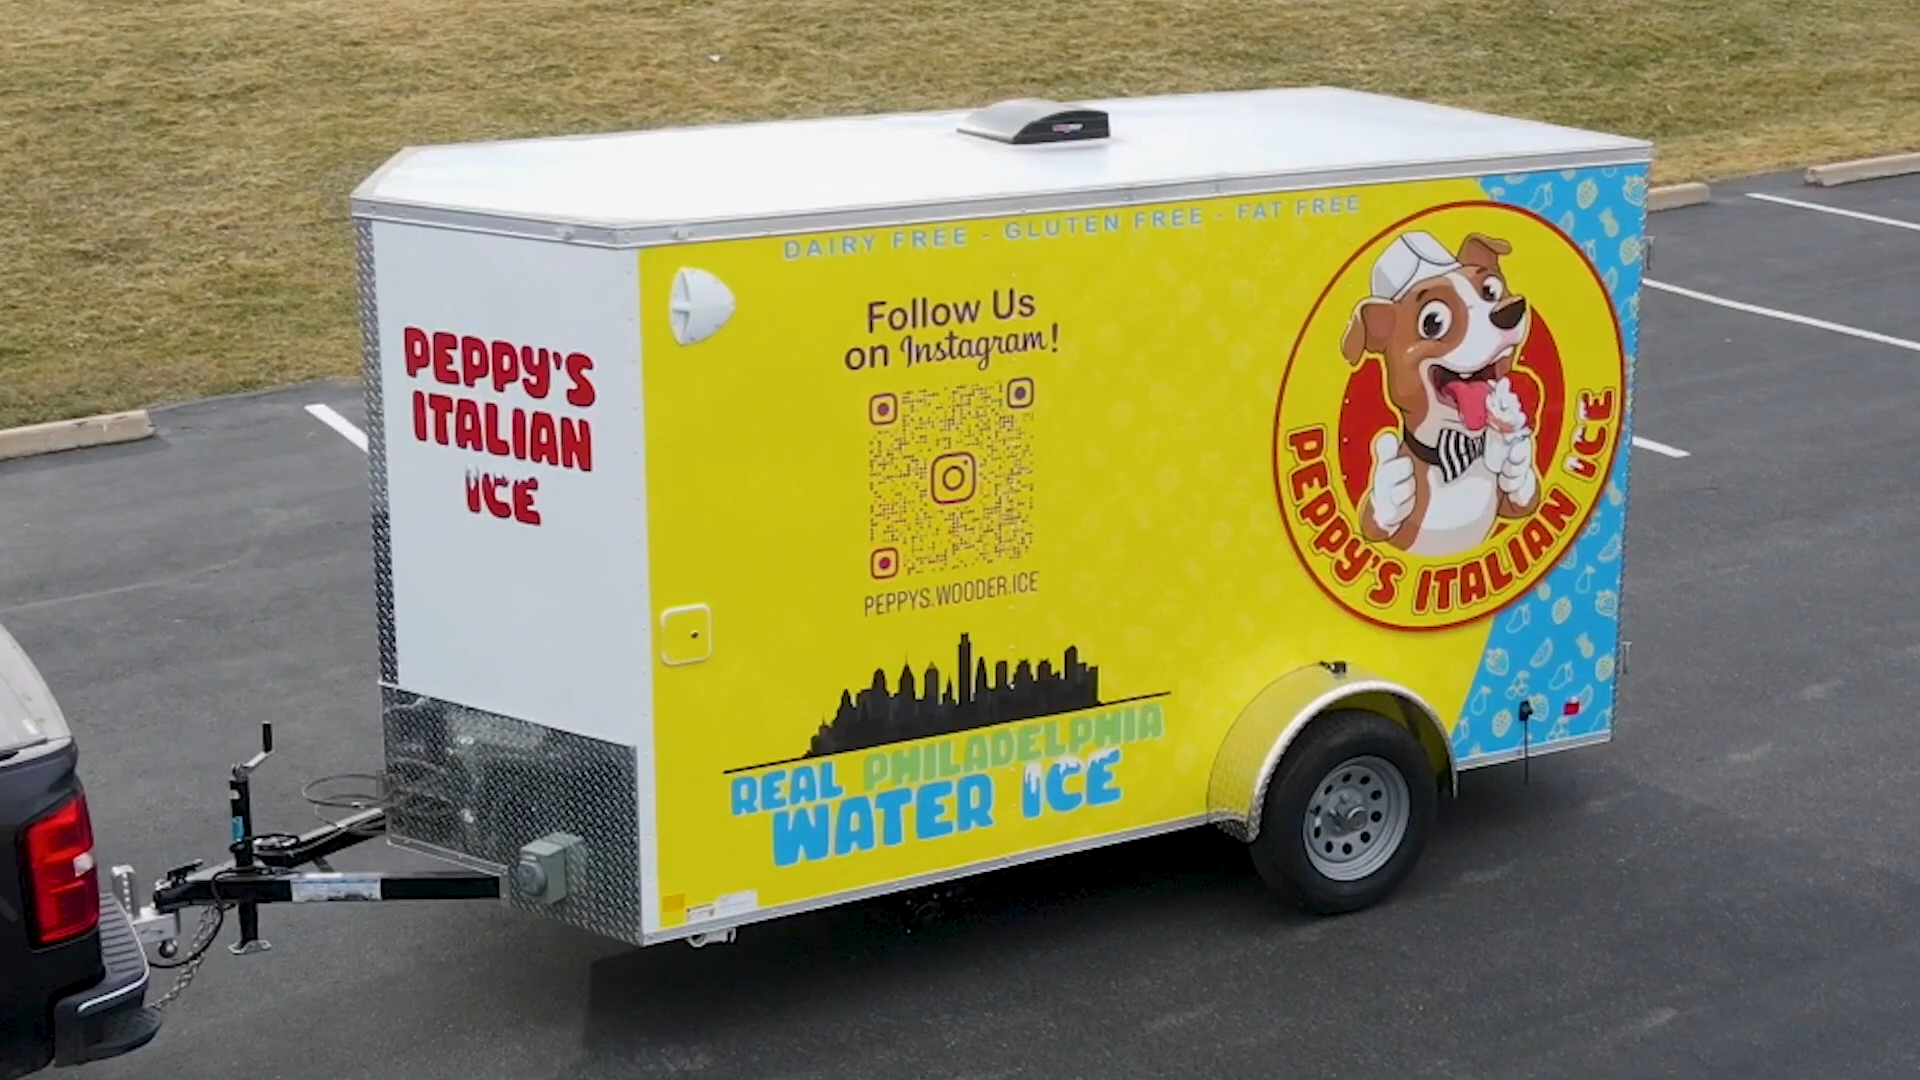 PEPPY'S
ITALIAN
ICE
DAIRY FREE - GLUTEN FREE - FAT FREE
Follow Us
on Instagram!
PEPPYS.WOODER.ICE
REAL PHILADELPHIA
WATER ICE
PEPPY'S ITALIAN ICE